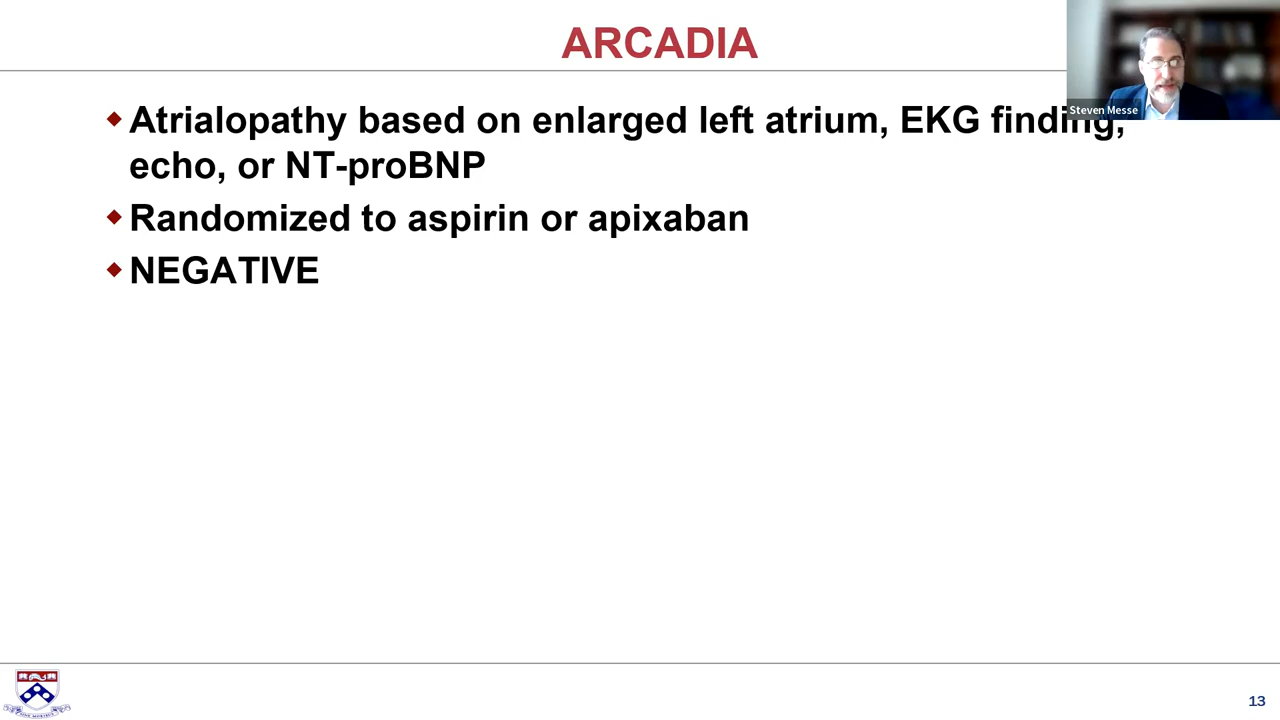 ARCADIA
Steven Messe
Atrialopathy based on enlarged left atrium, EKG finding,
echo, or NT-proBNP
Randomized to aspirin or apixaban
NEGATIVE
13